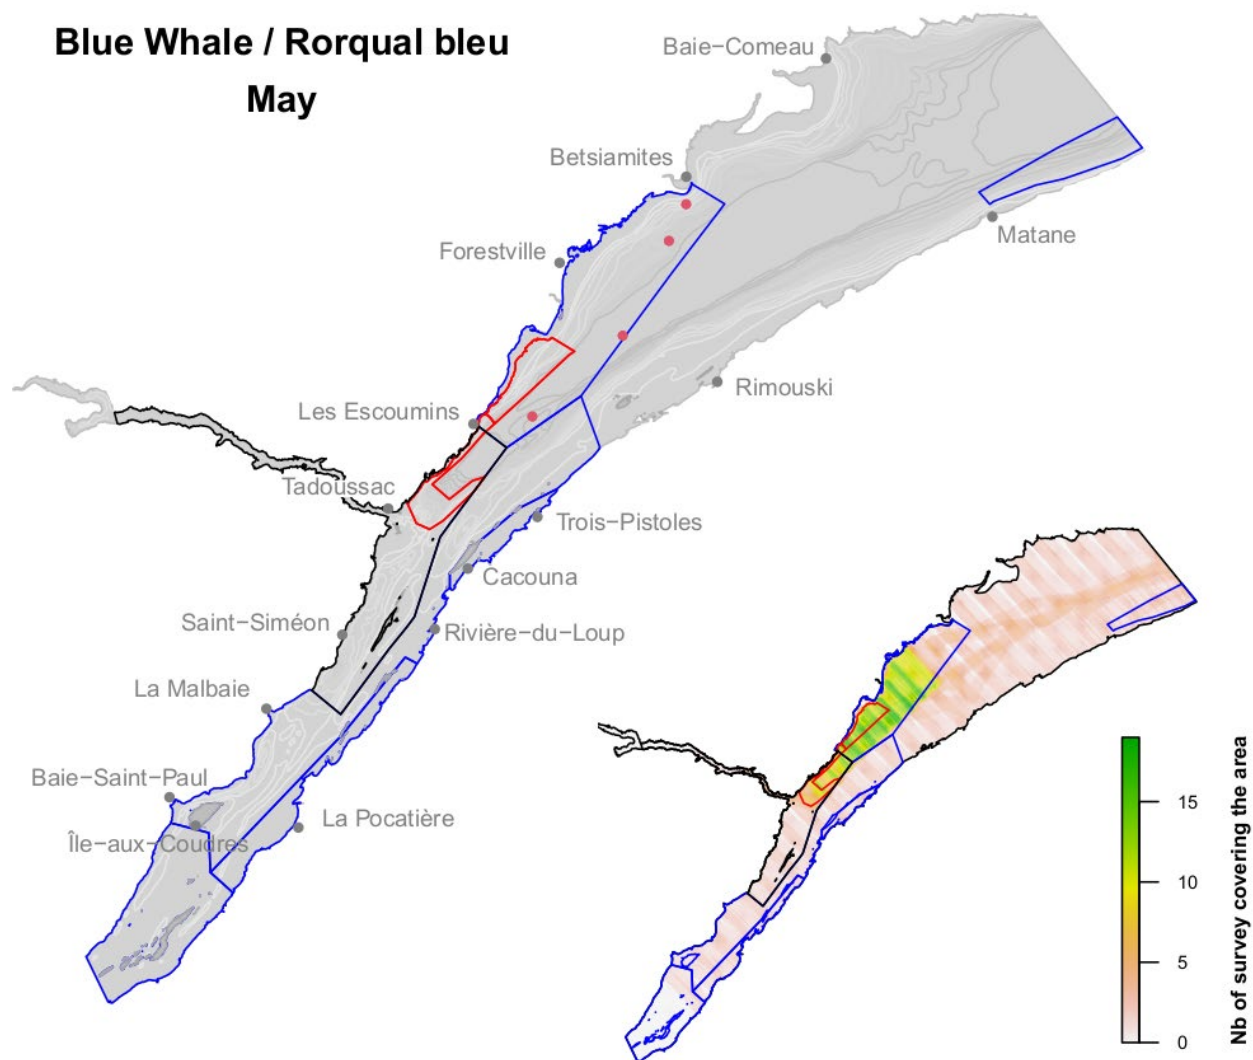 Blue Whale / Rorqual bleu
May
Baie−Comeau
Betsiamites
Forestville
Matane
Rimouski
Les Escoumins
Tadoussac
Trois−Pistoles
Cacouna
Saint−Siméon
Rivière−du−Loup
La Malbaie
Baie−Saint−Paul
La Pocatière
Île−aux−Coudres
15
10
5
0
Nb of survey covering the area